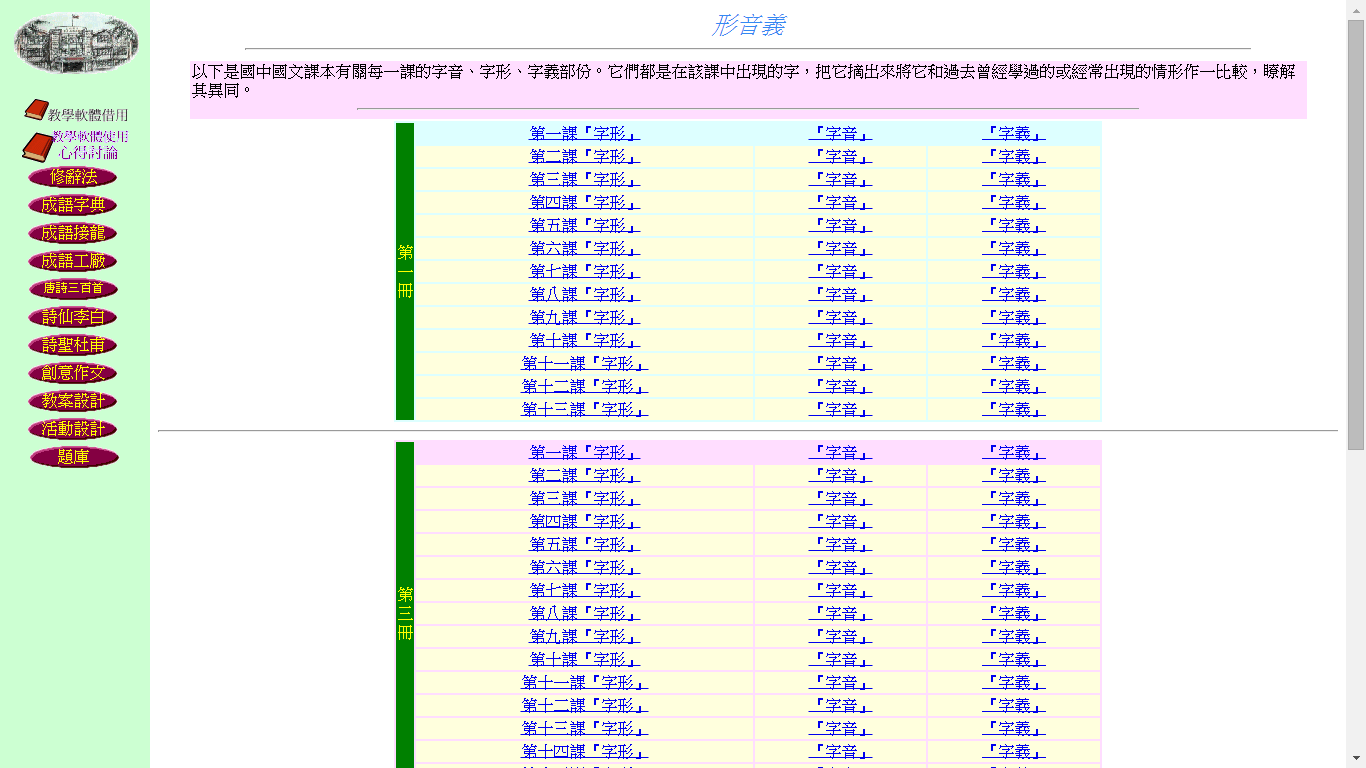 形音義
以下是國中國文課本有關每一課的字音、字形、字義部份。它們都是在該課中出現的字，把它摘出來將它和過去曾經學過的或經常出現的情形作一比較，瞭解
其異同。
教學軟體借用
教學軟體使用
心得討論
修辭法
成語字典
成語接龍
成語工廠
唐詩三百首
詩仙李白
詩聖杜甫
創意作文
教案設計
活動設計
題庫
第一冊
第一課『字形』 『字音』 『字義』
第二課『字形』 『字音』 『字義』
第三課『字形』 『字音』 『字義』
第四課『字形』 『字音』 『字義』
第五課『字形』 『字音』 『字義』
第六課『字形』 『字音』 『字義』
第七課『字形』 『字音』 『字義』
第八課『字形』 『字音』 『字義』
第九課『字形』 『字音』 『字義』
第十課『字形』 『字音』 『字義』
第十一課『字形』 『字音』 『字義』
第十二課『字形』 『字音』 『字義』
第十三課『字形』 『字音』 『字義』
第三冊
第一課『字形』 『字音』 『字義』
第二課『字形』 『字音』 『字義』
第三課『字形』 『字音』 『字義』
第四課『字形』 『字音』 『字義』
第五課『字形』 『字音』 『字義』
第六課『字形』 『字音』 『字義』
第七課『字形』 『字音』 『字義』
第八課『字形』 『字音』 『字義』
第九課『字形』 『字音』 『字義』
第十課『字形』 『字音』 『字義』
第十一課『字形』 『字音』 『字義』
第十二課『字形』 『字音』 『字義』
第十三課『字形』 『字音』 『字義』
第十四課『字形』 『字音』 『字義』